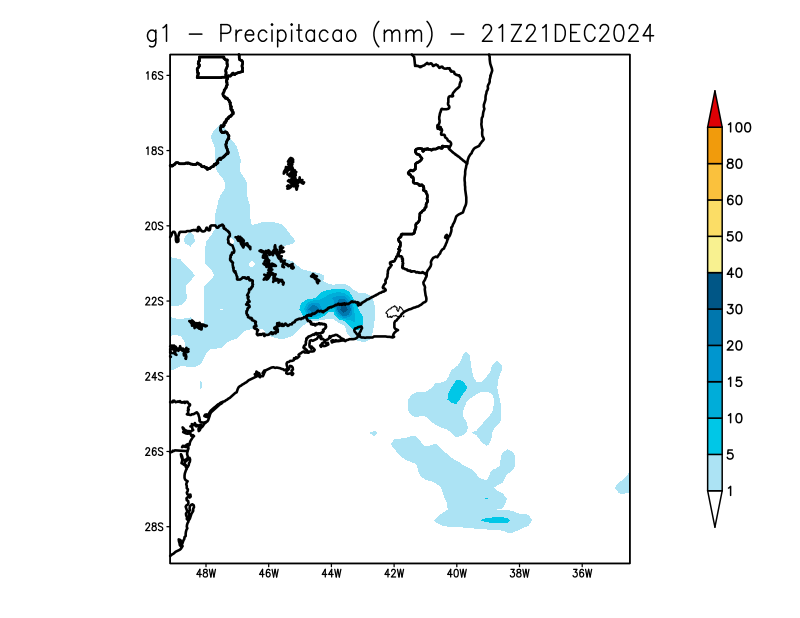 g1 – Precipitacao (mm) – 21Z21DEC2024
16S
18S
20S
22S
24S
26S
28S
48W 46W 44W 42W 40W 38W 36W
100
80
60
50
40
30
20
15
10
5
1